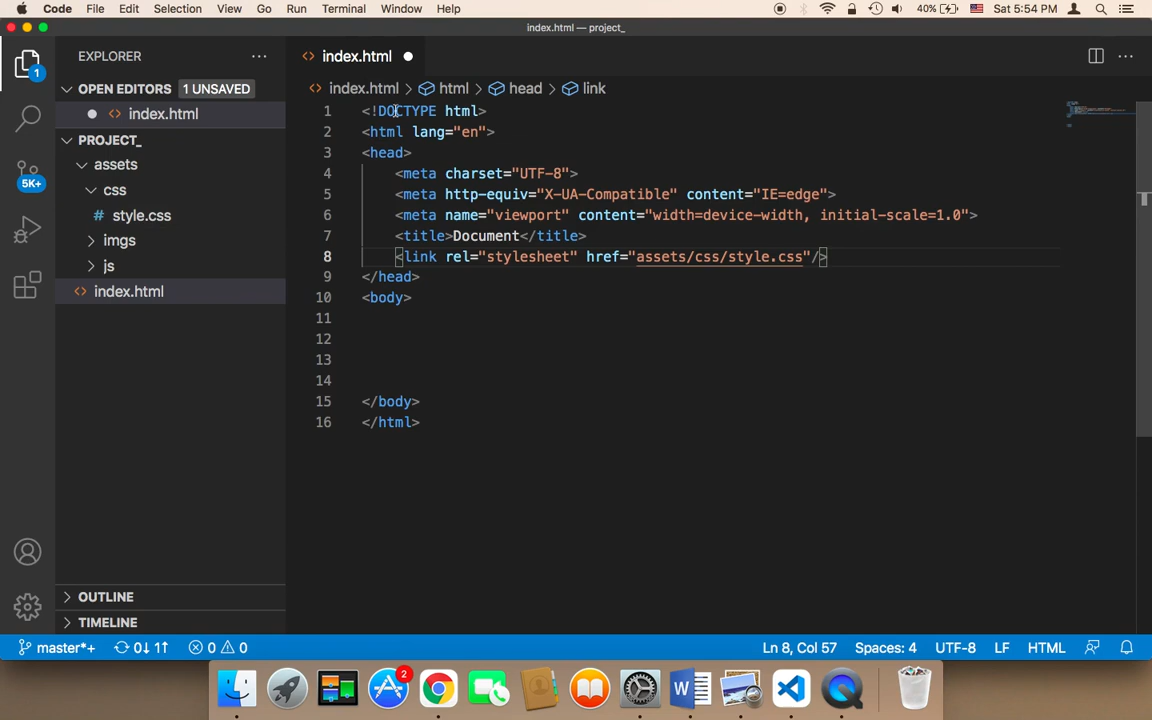 Code File Edit Selection View Go Run Terminal Window Help 40% Sat 5:54 PM
index.html — project_
EXPLORER
index.html
1
OPEN EDITORS 1 UNSAVED
index.html
PROJECT_
assets
css
style.css
imgs
js
index.html
5K+
OUTLINE
TIMELINE
index.html > html > head > link
1 <!DOCTYPE html>
2 <html lang="en">
3 <head>
4 <meta charset="UTF-8">
5 <meta http-equiv="X-UA-Compatible" content="IE=edge">
6 <meta name="viewport" content="width=device-width, initial-scale=1.0">
7 <title>Document</title>
8 <link rel="stylesheet" href="assets/css/style.css"/>
9 </head>
10 <body>
11
12
13
14
15 </body>
16 </html>
master*+ 0↓ 1↑ 0 0 Ln 8, Col 57 Spaces: 4 UTF-8 LF HTML
2
W